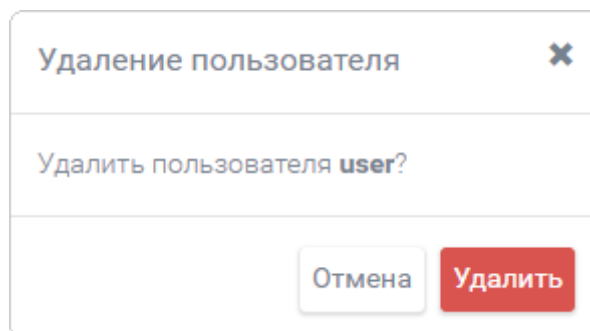 Удаление пользователя
Удалить пользователя user?
Отмена Удалить